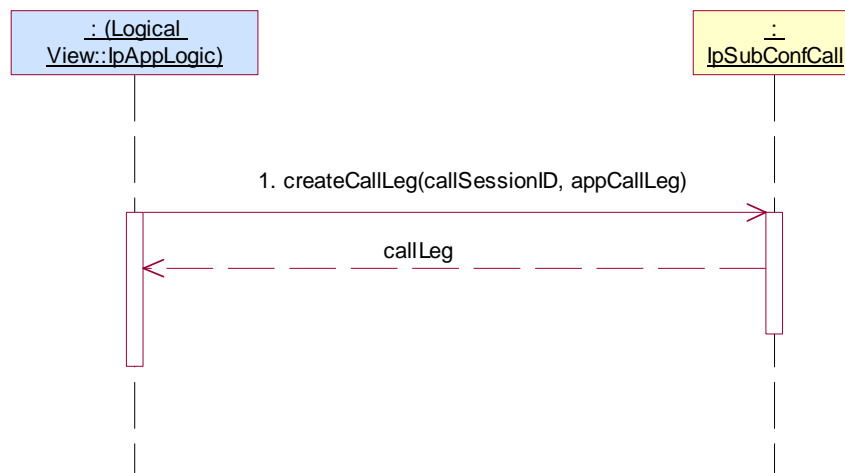 : (Logical
View::IpAppLogic)
:
IpSubConfCall
1. createCallLeg(callSessionID, appCallLeg)
callLeg